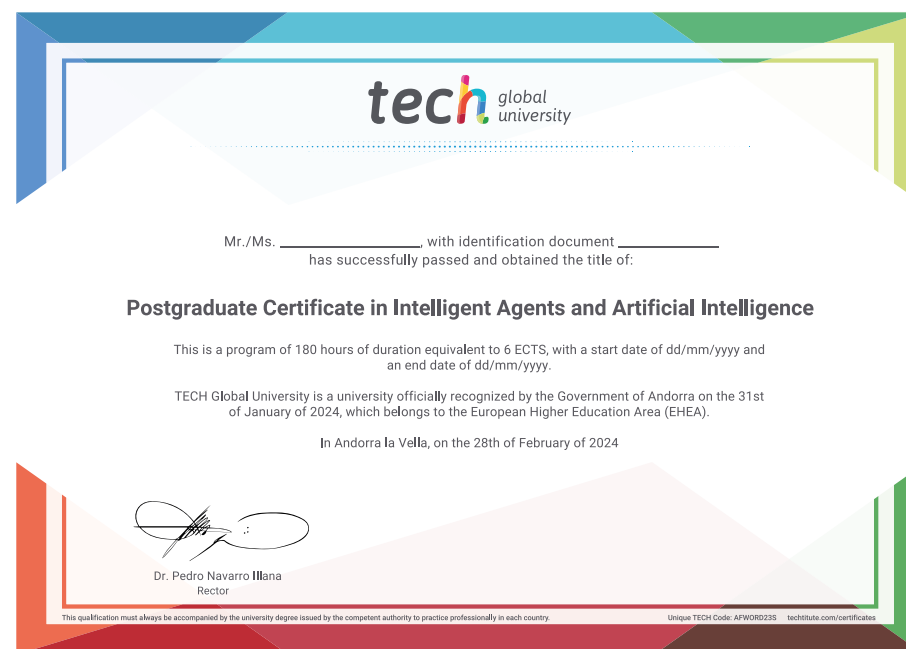 tech global university
Mr./Ms. ____________________, with identification document ______________
has successfully passed and obtained the title of:
Postgraduate Certificate in Intelligent Agents and Artificial Intelligence
This is a program of 180 hours of duration equivalent to 6 ECTS, with a start date of dd/mm/yyyy and
an end date of dd/mm/yyyy.
TECH Global University is a university officially recognized by the Government of Andorra on the 31st
of January of 2024, which belongs to the European Higher Education Area (EHEA).
In Andorra la Vella, on the 28th of February of 2024
Dr. Pedro Navarro Illana
Rector
This qualification must always be accompanied by the university degree issued by the competent authority to practice professionally in each country.
Unique TECH Code: AFWORD23S techtitute.com/certificates